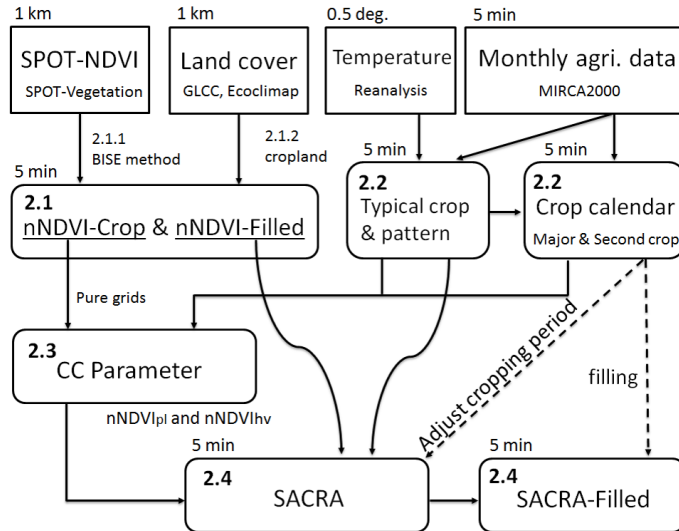 1 km
1 km
0.5 deg.
5 min
SPOT-NDVI
SPOT-Vegetation
Land cover
GLCC, Ecoclimap
Temperature
Reanalysis
Monthly agri. data
MIRCA2000
2.1.1
BISE method
2.1.2
cropland
5 min
5 min
5 min
2.1
nNDVI-Crop & nNDVI-Filled
2.2
Typical crop
& pattern
2.2
Crop calendar
Major & Second crop
Pure grids
2.3
CC Parameter
Adjust cropping period
filling
nNDVIpl and nNDVIhv
5 min
5 min
2.4
SACRA
2.4
SACRA-Filled